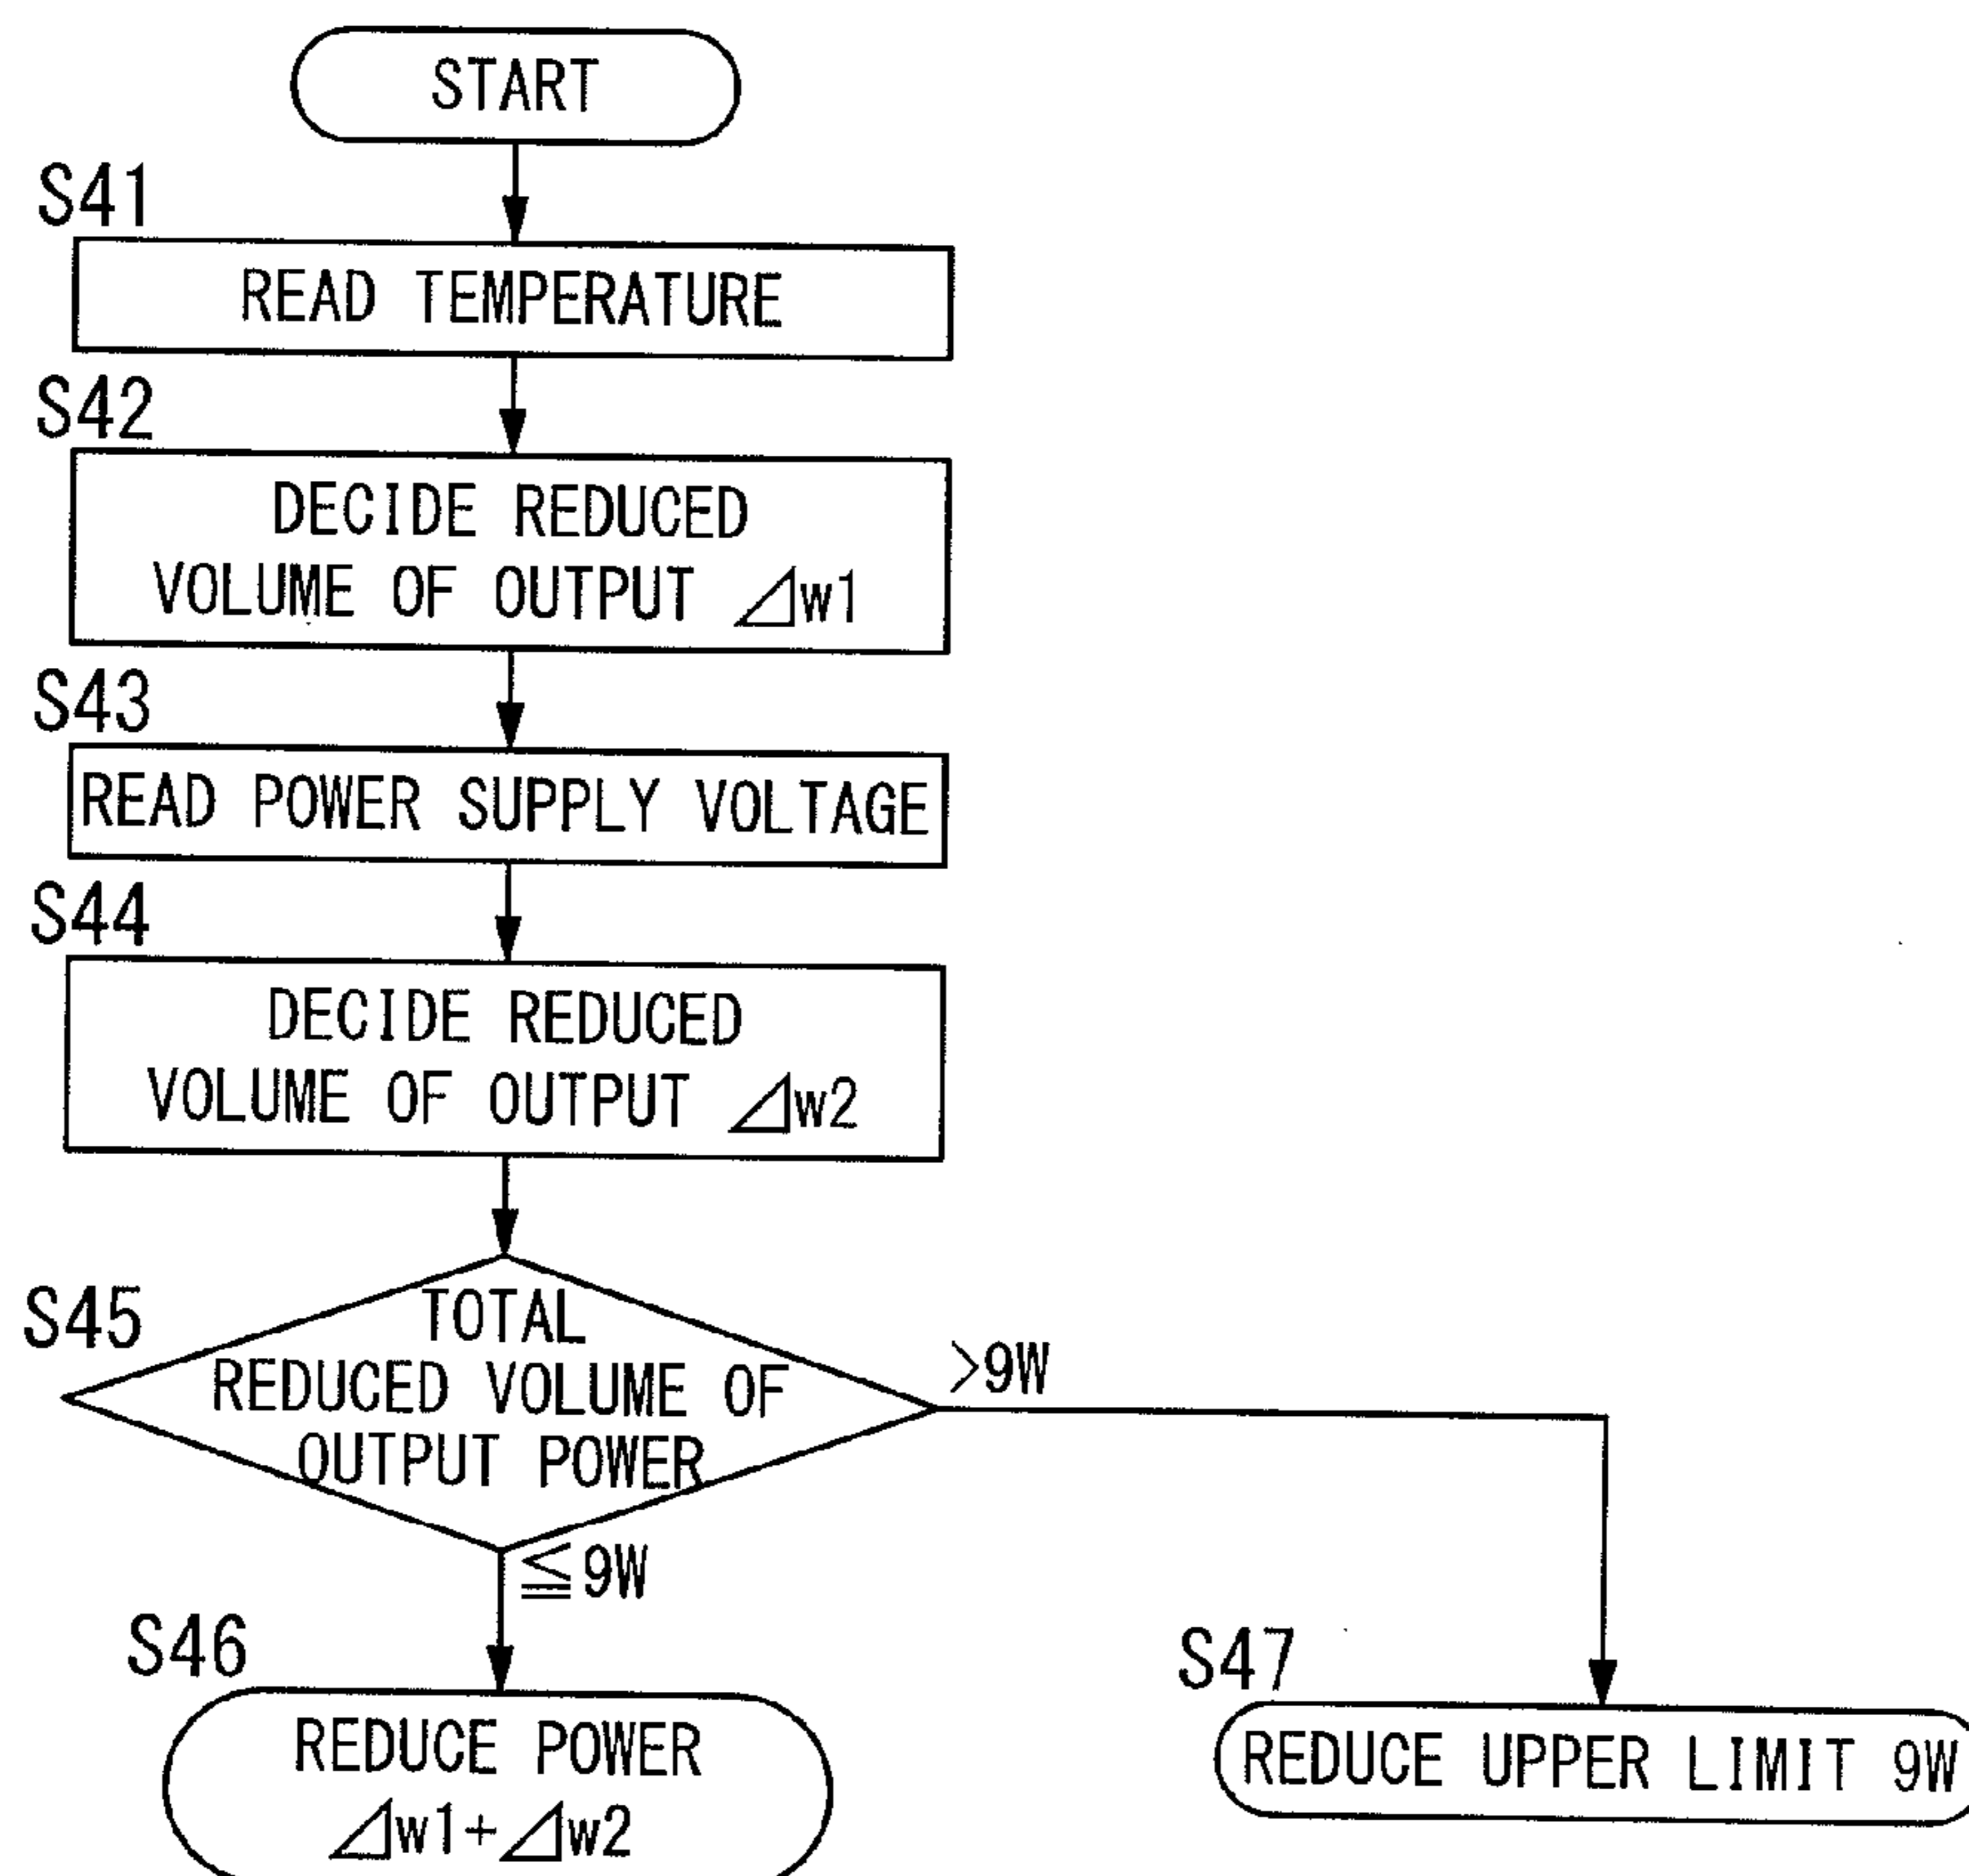 START
S41
READ TEMPERATURE
S42
DECIDE REDUCED
VOLUME OF OUTPUT ⊿w1
S43
READ POWER SUPPLY VOLTAGE
S44
DECIDE REDUCED
VOLUME OF OUTPUT ⊿w2
S45
TOTAL
REDUCED VOLUME OF
OUTPUT POWER
>9W
≦9W
S46
REDUCE POWER
⊿w1+⊿w2
S47
REDUCE UPPER LIMIT 9W